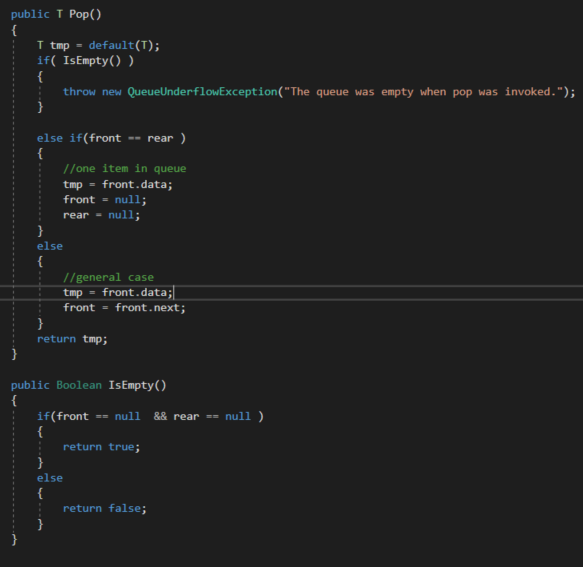 public T Pop()
{
    T tmp = default(T);
    if( IsEmpty() )
    {
        throw new QueueUnderflowException("The queue was empty when pop was invoked.");
    }

    else if(front == rear )
    {
        //one item in queue
        tmp = front.data;
        front = null;
        rear = null;
    }
    else
    {
        //general case
        tmp = front.data;
        front = front.next;
    }
    return tmp;
}

public Boolean IsEmpty()
{
    if(front == null  && rear == null )
    {
        return true;
    }
    else
    {
        return false;
    }
}